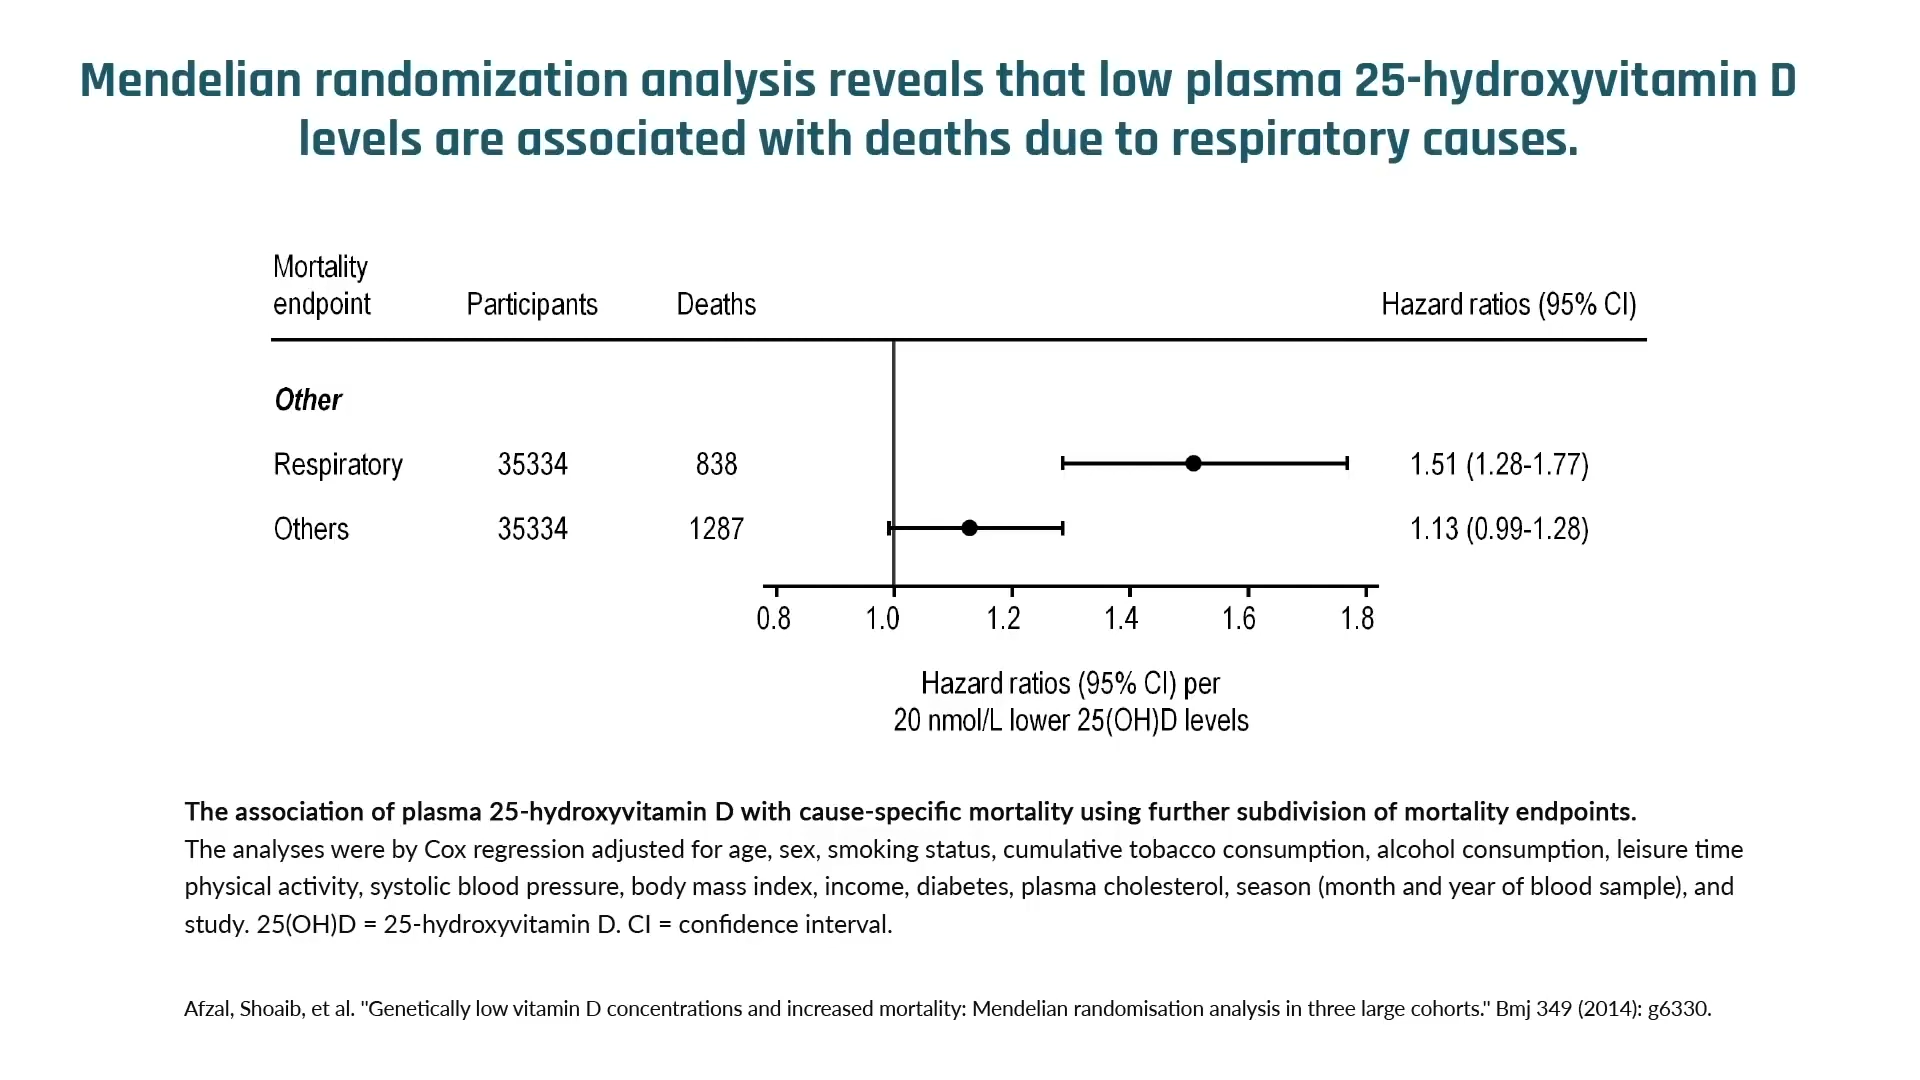 Mendelian randomization analysis reveals that low plasma 25-hydroxyvitamin D
levels are associated with deaths due to respiratory causes.
Mortality
endpoint Participants Deaths Hazard ratios (95% CI)
Other
Respiratory 35334 838 1.51 (1.28-1.77)
Others 35334 1287 1.13 (0.99-1.28)
0.8 1.0 1.2 1.4 1.6 1.8
Hazard ratios (95% CI) per
20 nmol/L lower 25(OH)D levels
The association of plasma 25-hydroxyvitamin D with cause-specific mortality using further subdivision of mortality endpoints.
The analyses were by Cox regression adjusted for age, sex, smoking status, cumulative tobacco consumption, alcohol consumption, leisure time
physical activity, systolic blood pressure, body mass index, income, diabetes, plasma cholesterol, season (month and year of blood sample), and
study. 25(OH)D = 25-hydroxyvitamin D. CI = confidence interval.
Afzal, Shoaib, et al. "Genetically low vitamin D concentrations and increased mortality: Mendelian randomisation analysis in three large cohorts." Bmj 349 (2014): g6330.